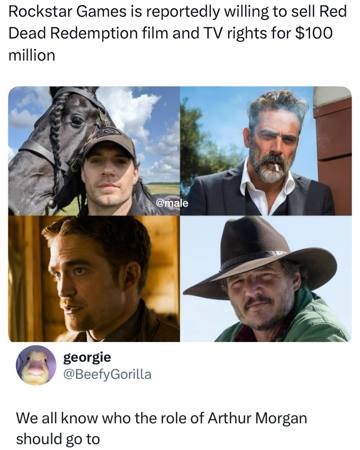 Rockstar Games is reportedly willing to sell Red
Dead Redemption film and TV rights for $100
million
@male
georgie
@BeefyGorilla
We all know who the role of Arthur Morgan
should go to